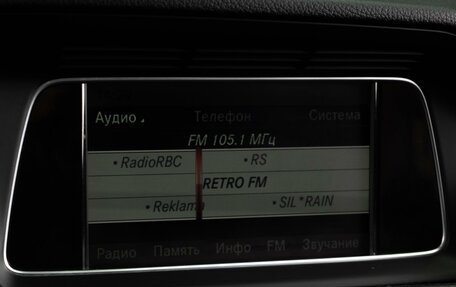 Аудио Телефон Система
FM 105.1 МГц
• RadioRBC • RS
RETRO FM
• Reklama • SIL*RAIN
Радио Память Инфо FM Звучание